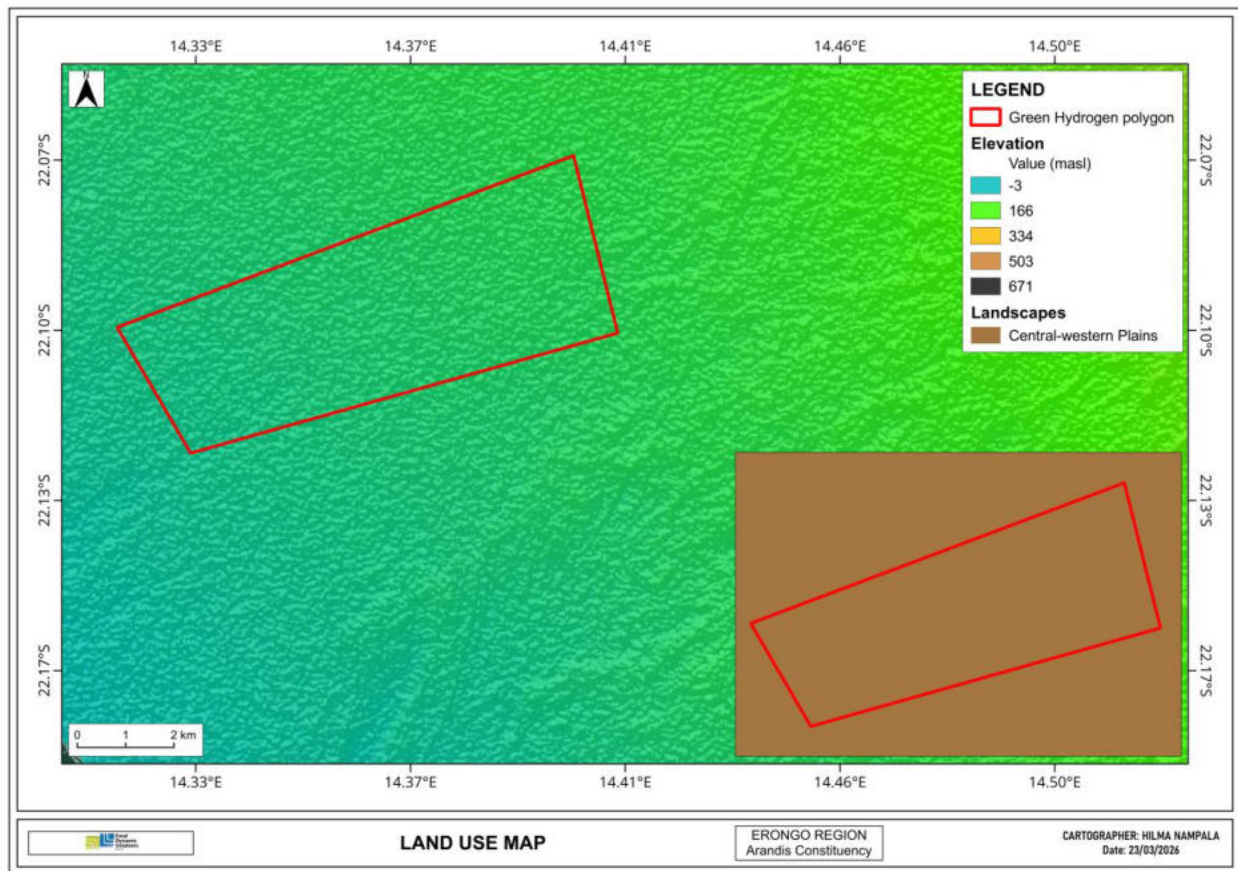 14.33°E 14.37°E 14.41°E 14.46°E 14.50°E
N
LEGEND
Green Hydrogen polygon
Elevation
Value (masl)
-3
166
334
503
671
Landscapes
Central-western Plains
22.07°S 22.07°S
22.10°S 22.10°S
22.13°S 22.13°S
22.17°S 22.17°S
0 1 2 km
14.33°E 14.37°E 14.41°E 14.46°E 14.50°E
Dynamic
Solutions
LAND USE MAP
ERONGO REGION
Arandis Constituency
CARTOGRAPHER: HILMA NAMPALA
Date: 23/03/2026